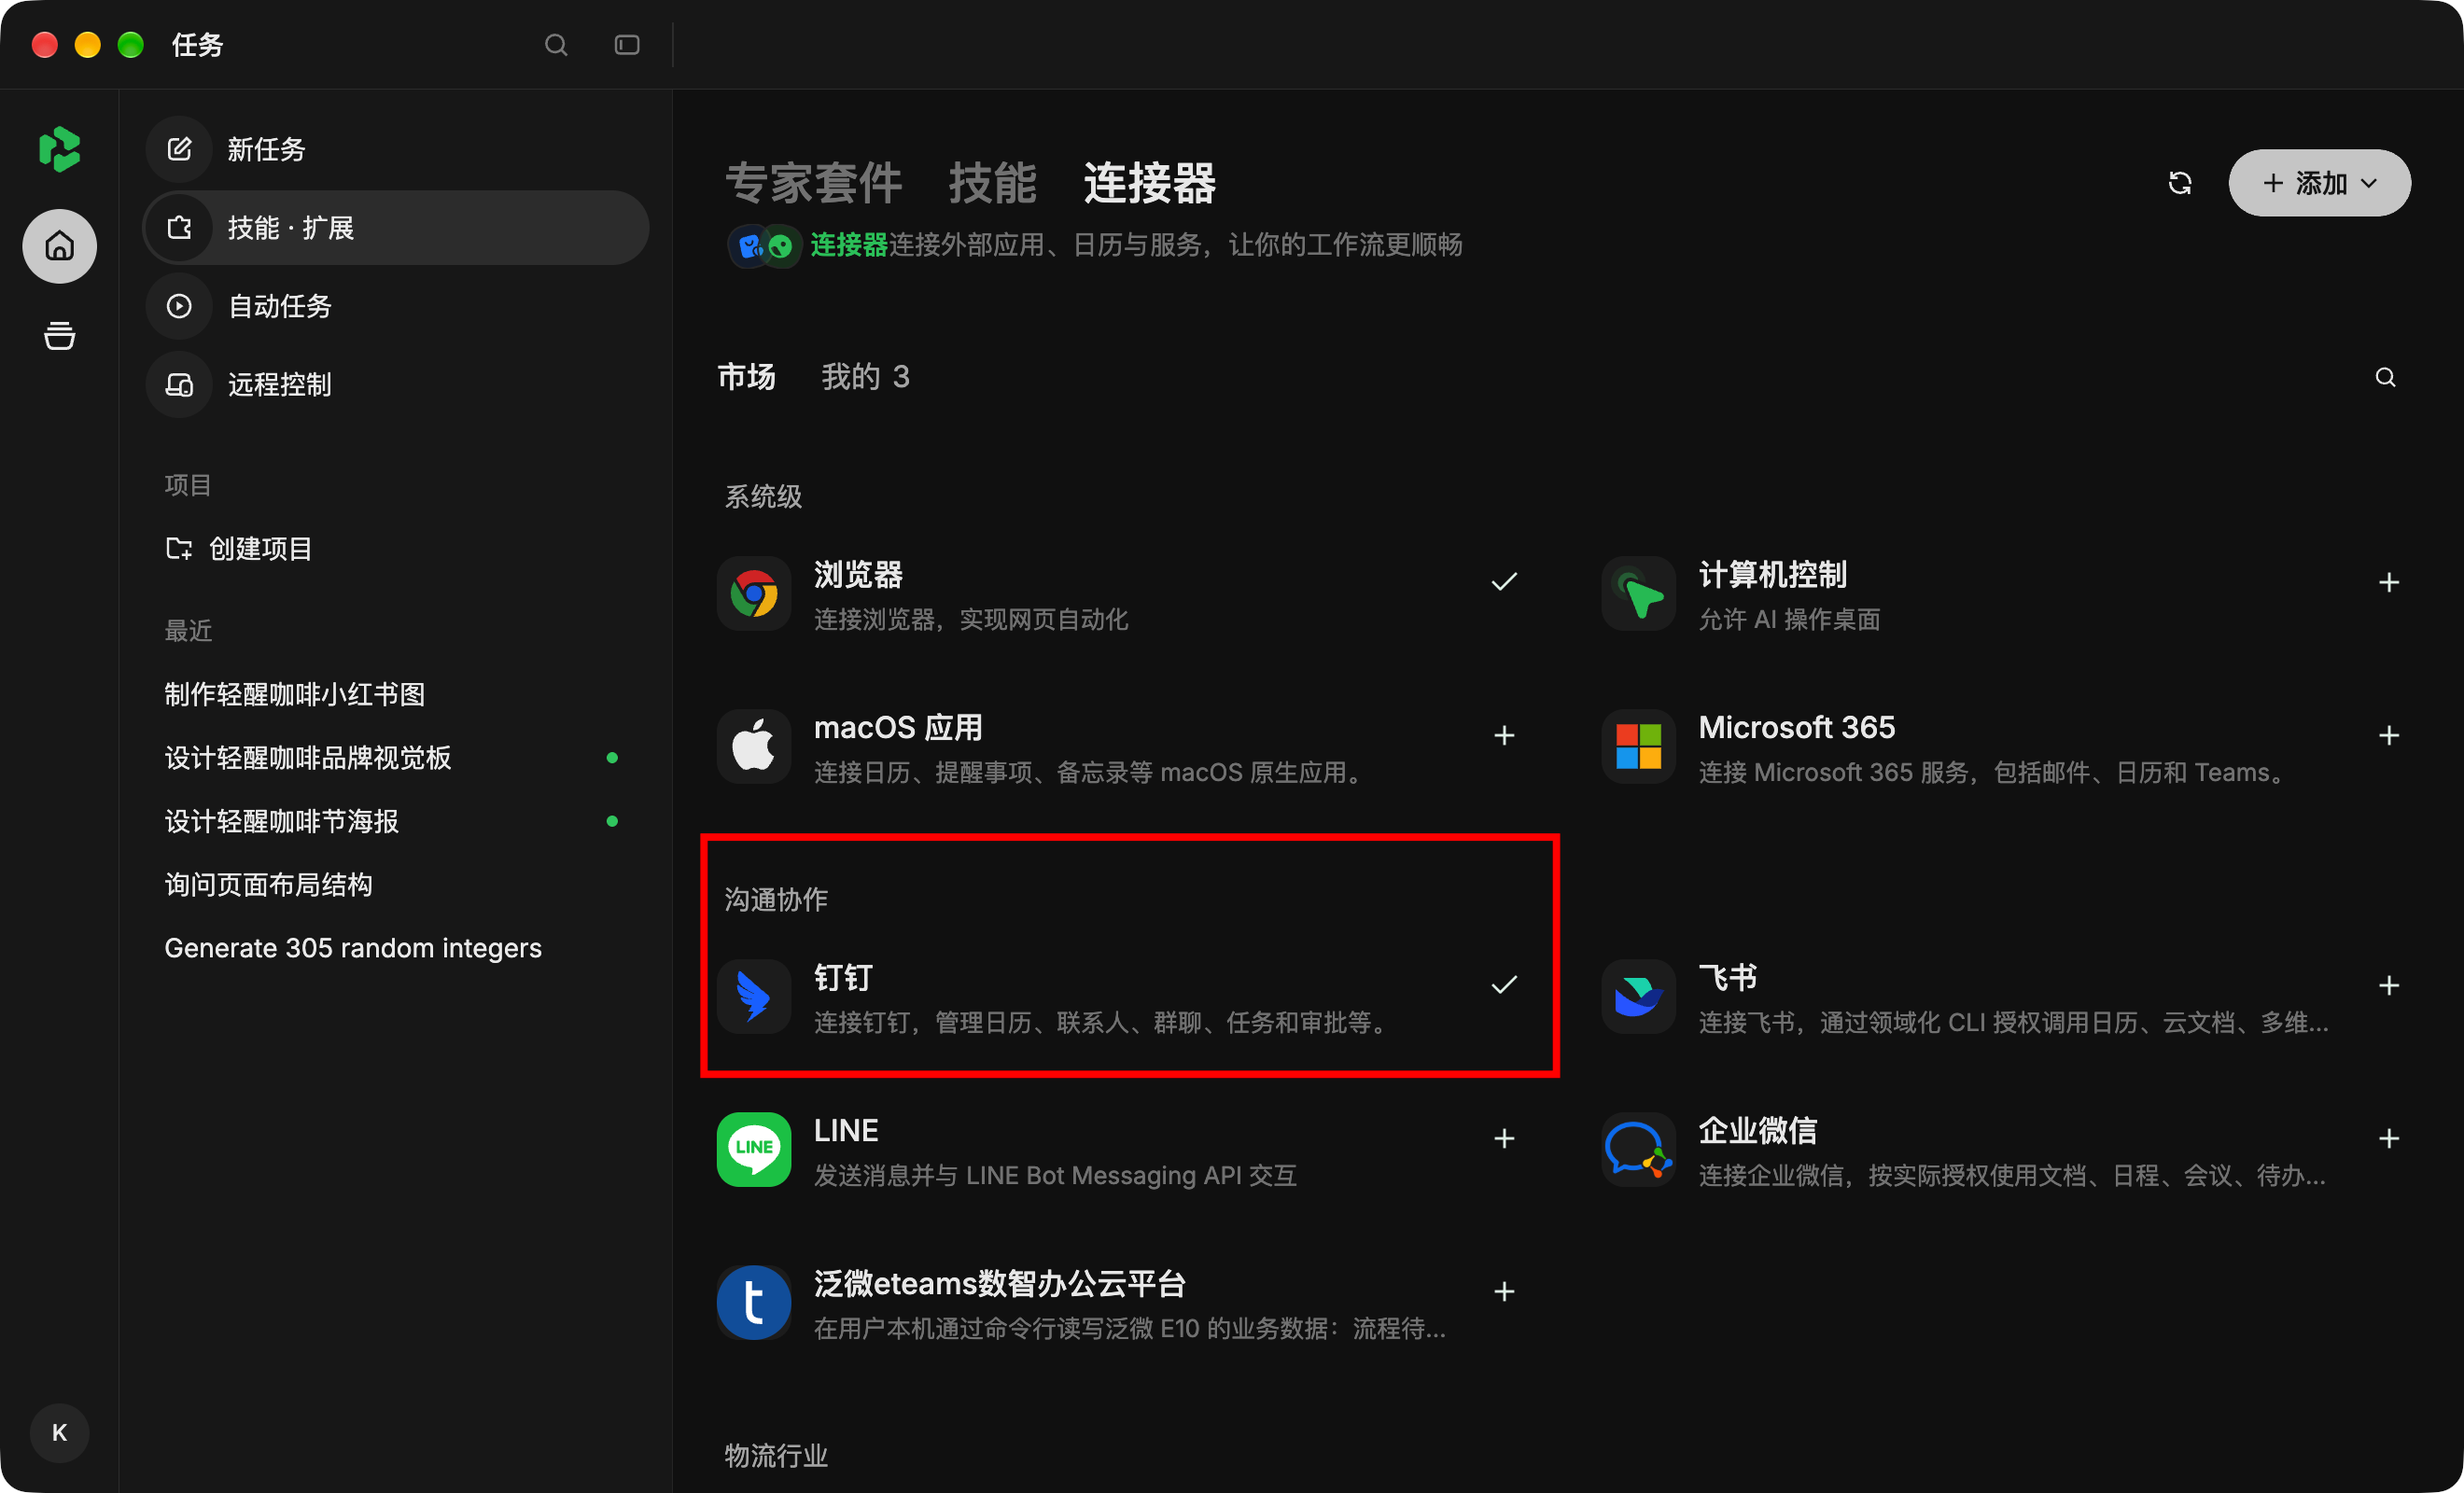 任务
新任务
技能 · 扩展
自动任务
远程控制
项目
创建项目
最近
制作轻醒咖啡小红书图
设计轻醒咖啡品牌视觉板
设计轻醒咖啡节海报
询问页面布局结构
Generate 305 random integers
K
专家套件 技能 连接器
添加
连接器连接外部应用、日历与服务，让你的工作流更顺畅
市场 我的 3
系统级
浏览器
连接浏览器，实现网页自动化
计算机控制
允许 AI 操作桌面
macOS 应用
连接日历、提醒事项、备忘录等 macOS 原生应用。
Microsoft 365
连接 Microsoft 365 服务，包括邮件、日历和 Teams。
沟通协作
钉钉
连接钉钉，管理日历、联系人、群聊、任务和审批等。
飞书
连接飞书，通过领域化 CLI 授权调用日历、云文档、多维...
LINE
LINE
发送消息并与 LINE Bot Messaging API 交互
企业微信
连接企业微信，按实际授权使用文档、日程、会议、待办...
t
泛微eteams数智办公云平台
在用户本机通过命令行读写泛微 E10 的业务数据：流程待...
物流行业